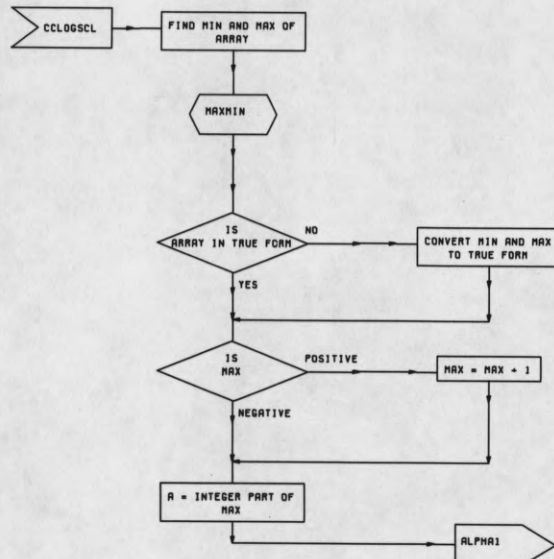 CCLOGSCL
FIND MIN AND MAX OF
ARRAY
MAXMIN
IS
ARRAY IN TRUE FORM
NO
CONVERT MIN AND MAX
TO TRUE FORM
YES
IS
MAX
POSITIVE
MAX = MAX + 1
NEGATIVE
A = INTEGER PART OF
MAX
ALPHA1